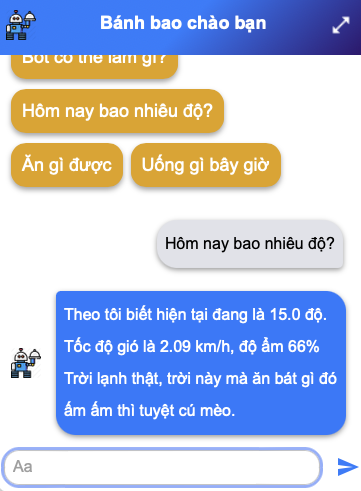 Bánh bao chào bạn
Bot có thể làm gì?
Hôm nay bao nhiêu độ?
Ăn gì được
Uống gì bây giờ
Hôm nay bao nhiêu độ?
Theo tôi biết hiện tại đang là 15.0 độ.
Tốc độ gió là 2.09 km/h, độ ẩm 66%
Trời lạnh thật, trời này mà ăn bát gì đó
ấm ấm thì tuyệt cú mèo.
Aa